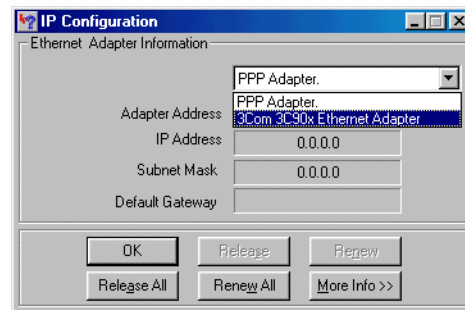 IP Configuration
Ethernet Adapter Information
PPP Adapter.
PPP Adapter.
Adapter Address
3Com 3C90x Ethernet Adapter
IP Address
0.0.0.0
Subnet Mask
0.0.0.0
Default Gateway
OK
Release
Renew
Release All
Renew All
More Info >>